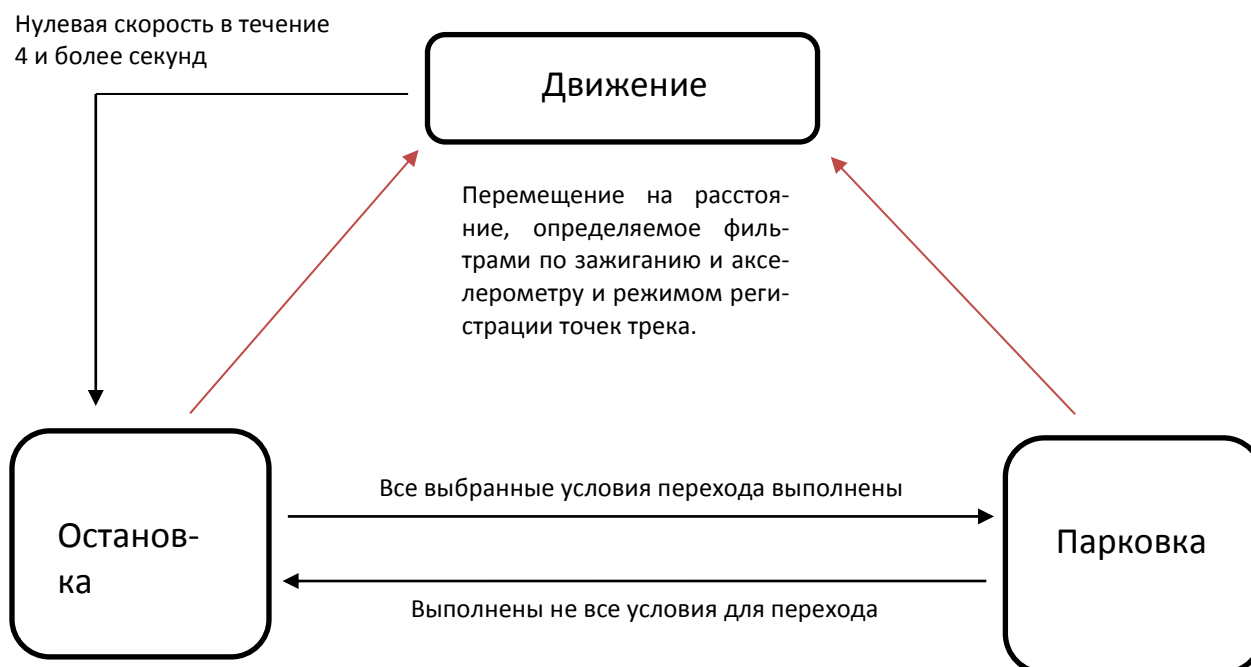 Нулевая скорость в течение
4 и более секунд
Движение
Перемещение на расстоя-
ние, определяемое филь-
трами по зажиганию и аксе-
лерометру и режимом реги-
страции точек трека.
Все выбранные условия перехода выполнены
Останов-
ка
Парковка
Выполнены не все условия для перехода